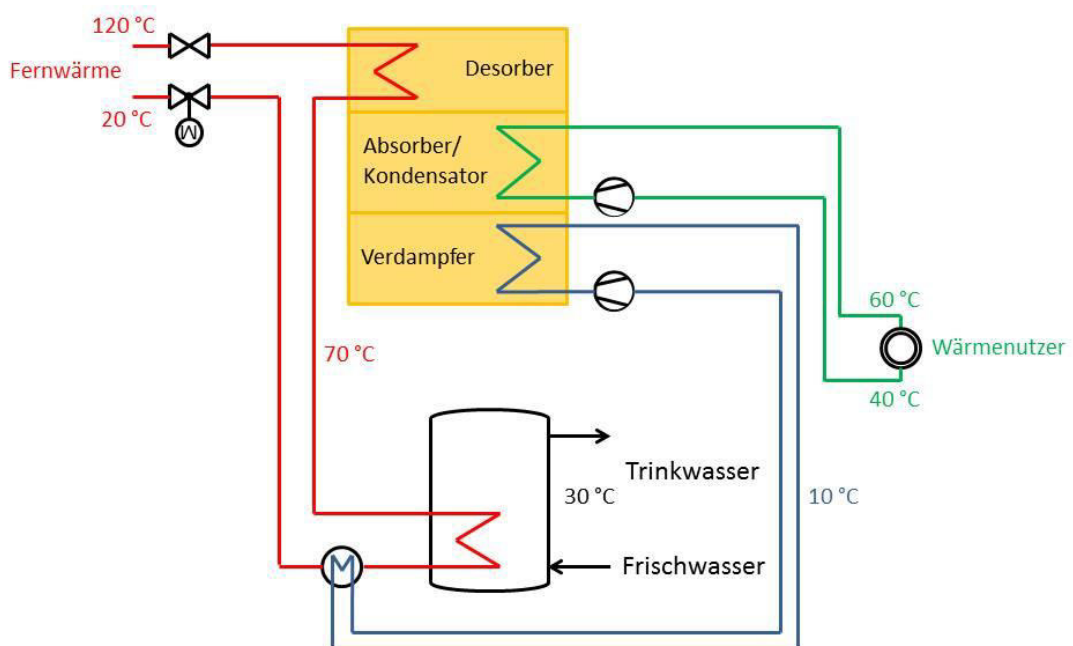 120 °C
Fernwärme
20 °C
M
Desorber
Absorber/
Kondensator
Verdampfer
60 °C
Wärmenutzer
40 °C
70 °C
Trinkwasser
30 °C
10 °C
Frischwasser